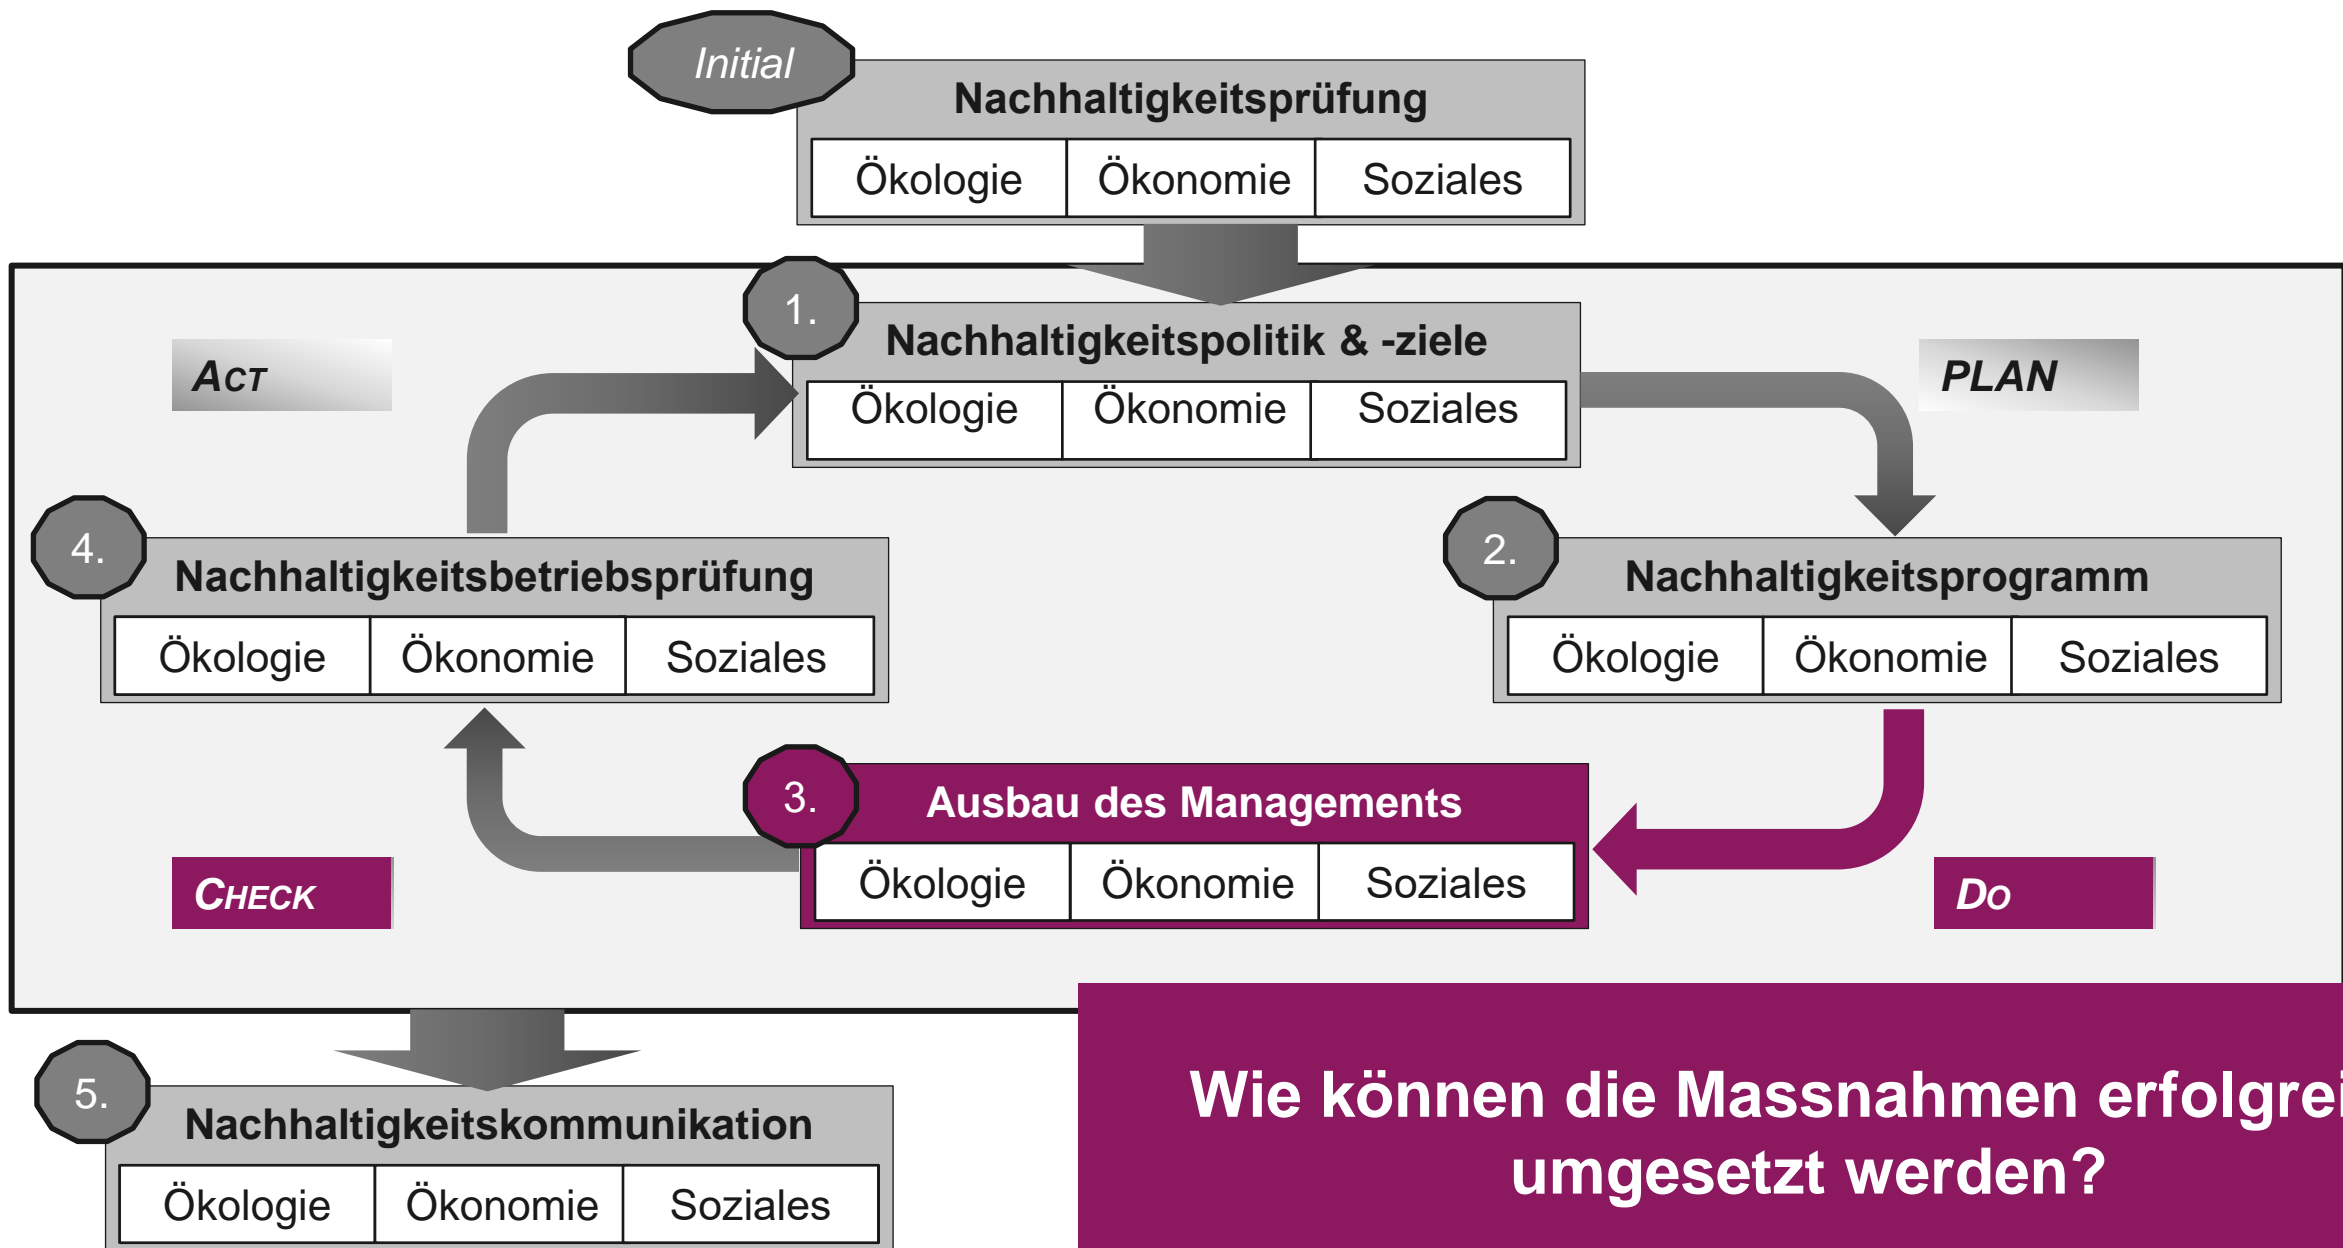 Initial
Nachhaltigkeitsprüfung
Ökologie Ökonomie Soziales
1.
Nachhaltigkeitspolitik & -ziele
Ökologie Ökonomie Soziales
ACT
PLAN
4.
Nachhaltigkeitsbetriebsprüfung
Ökologie Ökonomie Soziales
2.
Nachhaltigkeitsprogramm
Ökologie Ökonomie Soziales
3.
Ausbau des Managements
Ökologie Ökonomie Soziales
CHECK
DO
5.
Nachhaltigkeitskommunikation
Ökologie Ökonomie Soziales
Wie können die Massnahmen erfolgrei
umgesetzt werden?